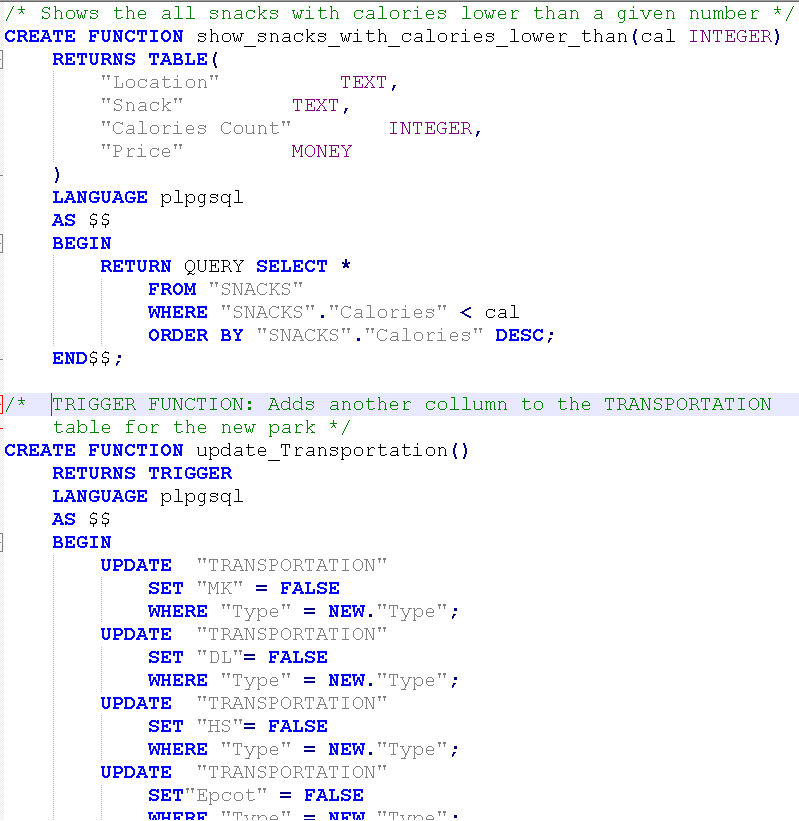 /* Shows the all snacks with calories lower than a given number */
CREATE FUNCTION show_snacks_with_calories_lower_than(cal INTEGER)
RETURNS TABLE(
"Location" TEXT,
"Snack" TEXT,
"Calories Count" INTEGER,
"Price" MONEY
)
LANGUAGE plpgsql
AS $$
BEGIN
RETURN QUERY SELECT *
FROM "SNACKS"
WHERE "SNACKS"."Calories" < cal
ORDER BY "SNACKS"."Calories" DESC;
END$$;
/* TRIGGER FUNCTION: Adds another collumn to the TRANSPORTATION
table for the new park */
CREATE FUNCTION update_Transportation()
RETURNS TRIGGER
LANGUAGE plpgsql
AS $$
BEGIN
UPDATE "TRANSPORTATION"
SET "MK" = FALSE
WHERE "Type" = NEW."Type";
UPDATE "TRANSPORTATION"
SET "DL"= FALSE
WHERE "Type" = NEW."Type";
UPDATE "TRANSPORTATION"
SET "HS"= FALSE
WHERE "Type" = NEW."Type";
UPDATE "TRANSPORTATION"
SET"Epcot" = FALSE
WHERE "Type" = NEW."Type";